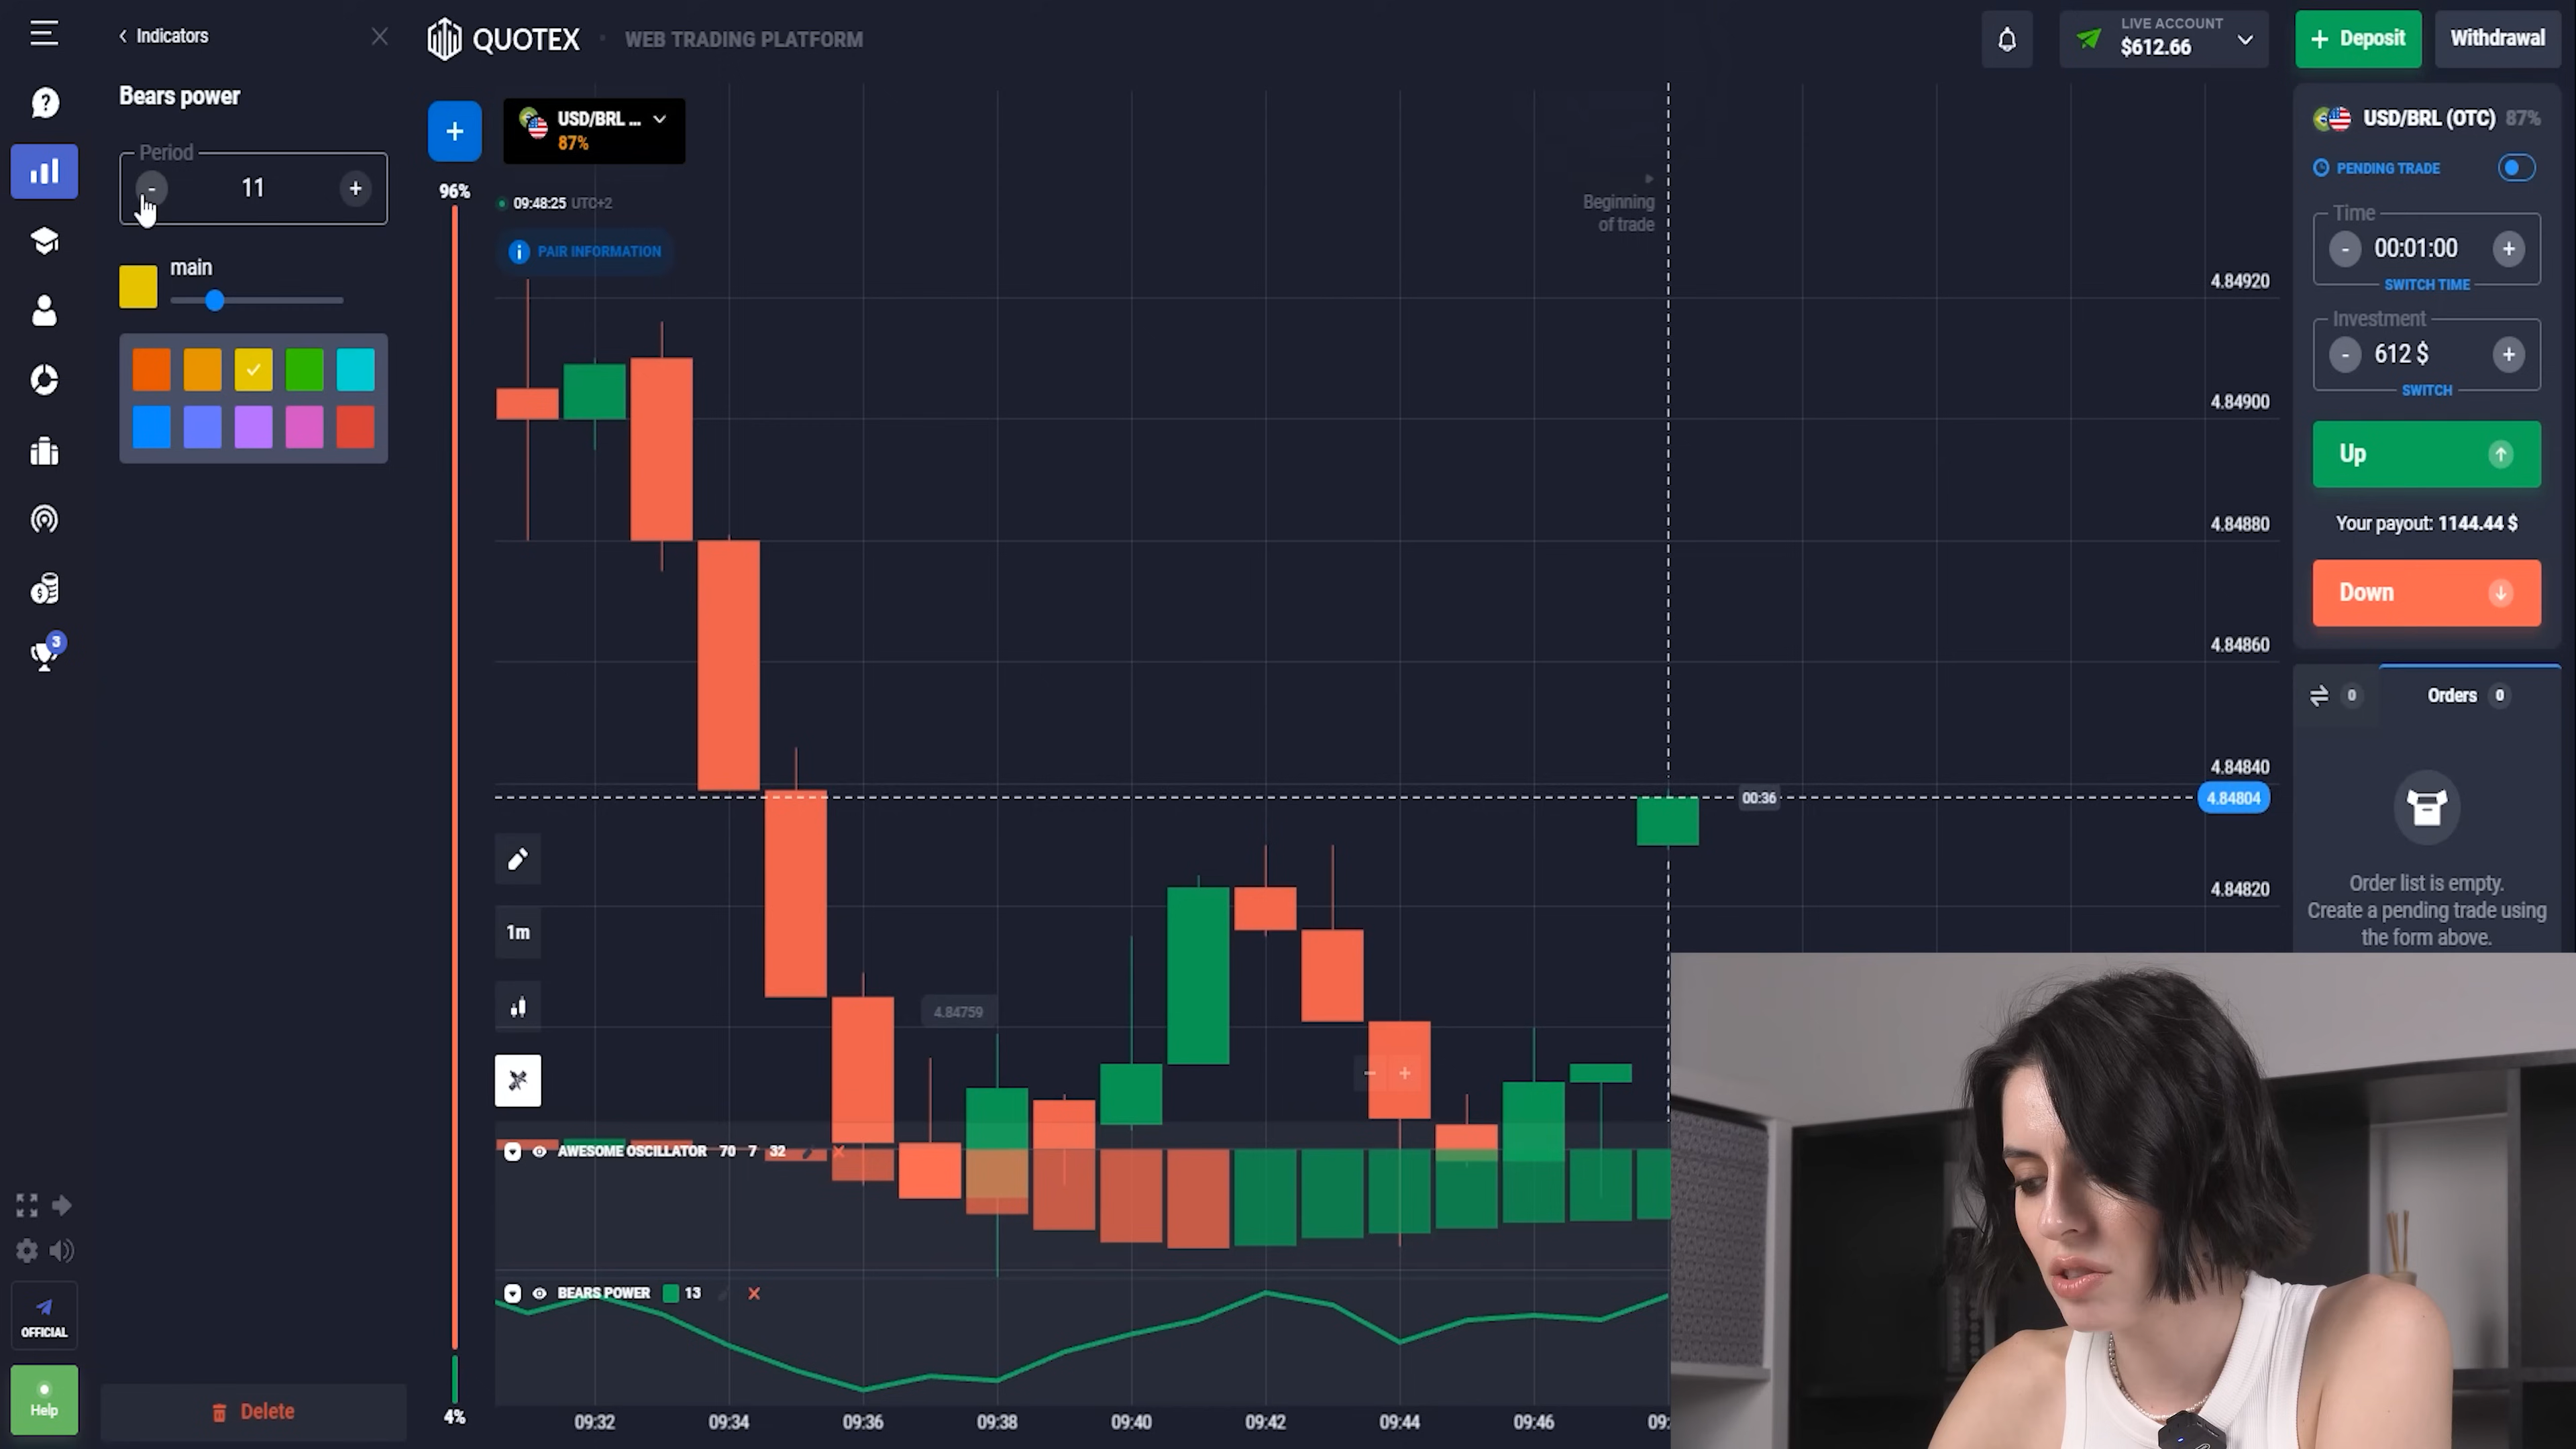 Indicators
QUOTEX
WEB TRADING PLATFORM
LIVE ACCOUNT
$612.66
+ Deposit
Withdrawal
Bears power
Period
- 11 +
main
Delete
3
OFFICIAL
Help
+
USD/BRL ...
87%
96%
4%
09:48:25 UTC+2
PAIR INFORMATION
Beginning
of trade
4.84920
4.84900
4.84880
4.84860
4.84840
00:36
4.84804
4.84820
1m
4.84759
- +
AWESOME OSCILLATOR 70 7 32
BEARS POWER 13
09:32 09:34 09:36 09:38 09:40 09:42 09:44 09:46 09:
USD/BRL (OTC) 87%
PENDING TRADE
Time
- 00:01:00 +
SWITCH TIME
Investment
- 612 $ +
SWITCH
Up
Your payout: 1144.44 $
Down
0
Orders 0
Order list is empty.
Create a pending trade using
the form above.